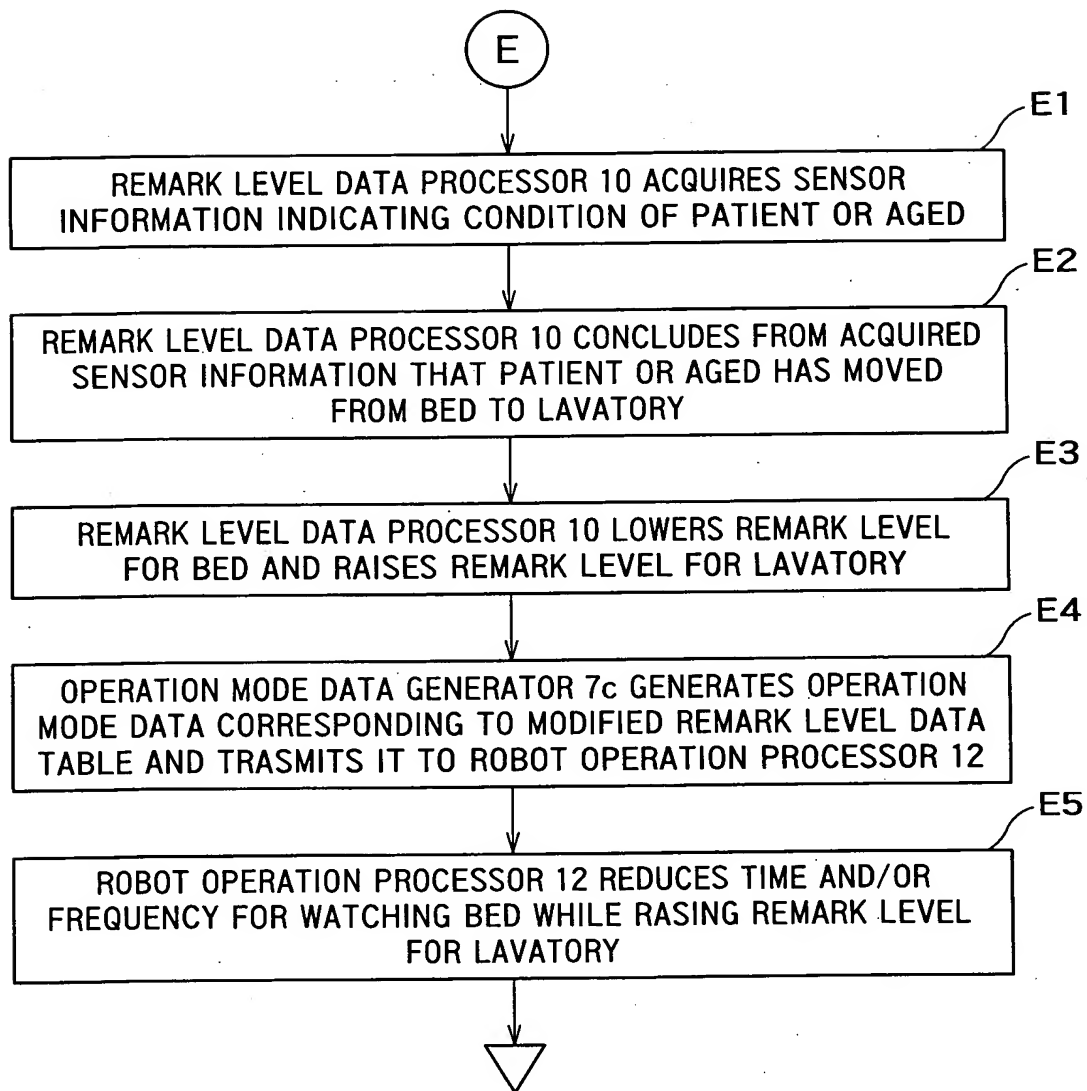 E
E1
REMARK LEVEL DATA PROCESSOR 10 ACQUIRES SENSOR
INFORMATION INDICATING CONDITION OF PATIENT OR AGED
E2
REMARK LEVEL DATA PROCESSOR 10 CONCLUDES FROM ACQUIRED
SENSOR INFORMATION THAT PATIENT OR AGED HAS MOVED
FROM BED TO LAVATORY
E3
REMARK LEVEL DATA PROCESSOR 10 LOWERS REMARK LEVEL
FOR BED AND RAISES REMARK LEVEL FOR LAVATORY
E4
OPERATION MODE DATA GENERATOR 7c GENERATES OPERATION
MODE DATA CORRESPONDING TO MODIFIED REMARK LEVEL DATA
TABLE AND TRASMITS IT TO ROBOT OPERATION PROCESSOR 12
E5
ROBOT OPERATION PROCESSOR 12 REDUCES TIME AND/OR
FREQUENCY FOR WATCHING BED WHILE RASING REMARK LEVEL
FOR LAVATORY